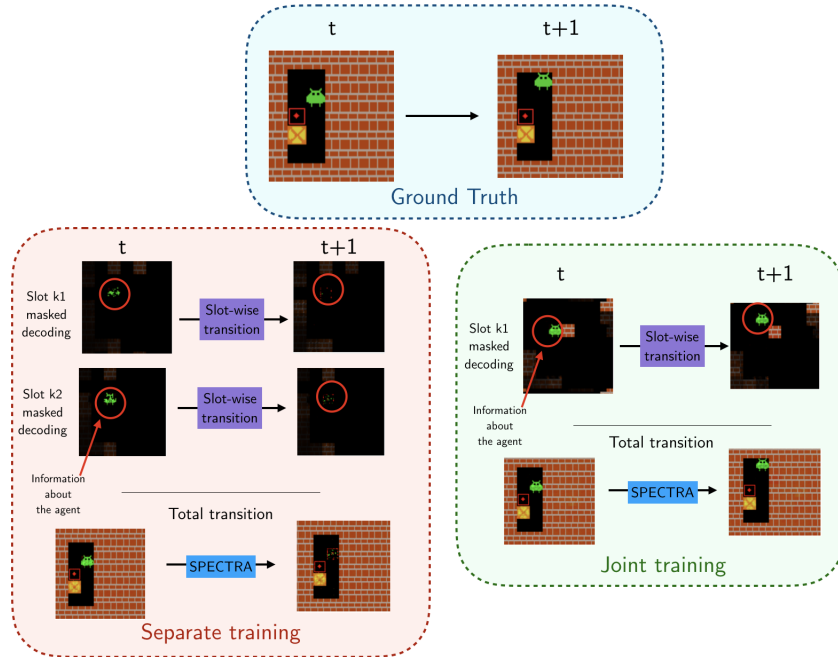 t
t+1
Ground Truth
t
t+1
Slot k1
masked
decoding
Slot-wise
transition
Slot k2
masked
decoding
Slot-wise
transition
Information
about
the agent
Total transition
SPECTRA
Separate training
t
t+1
Slot k1
masked
decoding
Slot-wise
transition
Information
about
the agent
Total transition
SPECTRA
Joint training